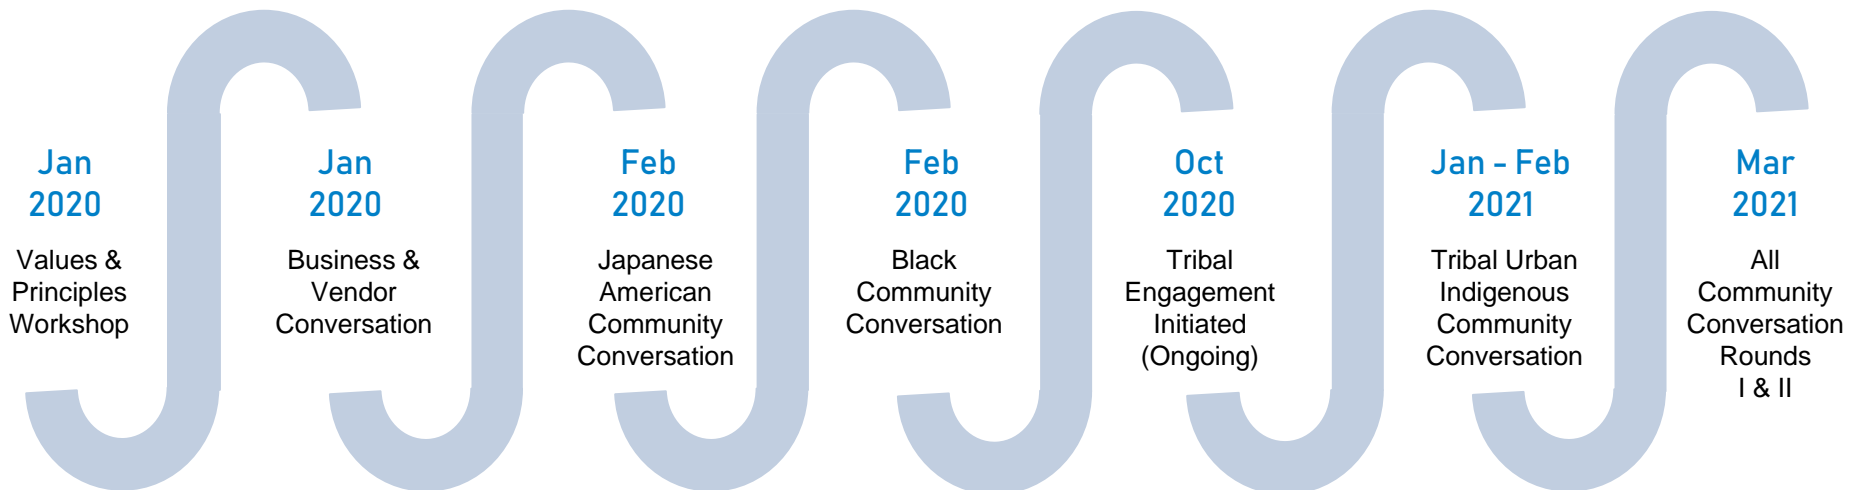 Jan
2020
Values &
Principles
Workshop
Jan
2020
Business &
Vendor
Conversation
Feb
2020
Japanese
American
Community
Conversation
Feb
2020
Black
Community
Conversation
Oct
2020
Tribal
Engagement
Initiated
(Ongoing)
Jan - Feb
2021
Tribal Urban
Indigenous
Community
Conversation
Mar
2021
All
Community
Conversation
Rounds
I & II